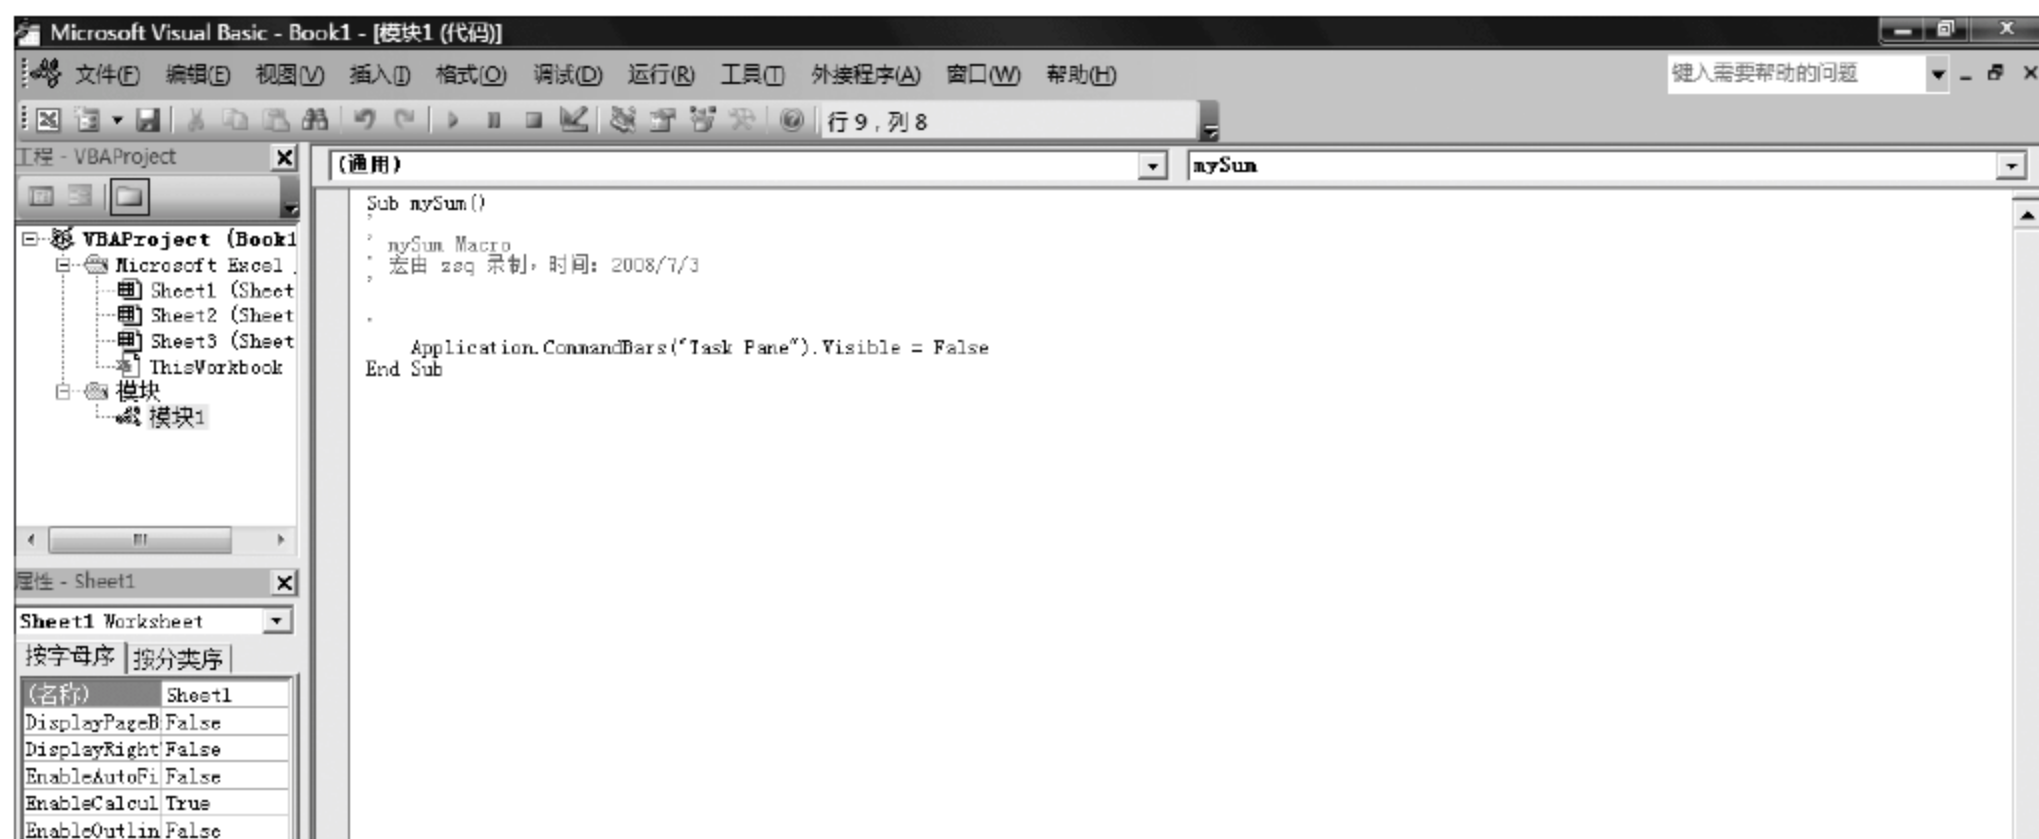 Microsoft Visual Basic - Book1 - [模块1 (代码)]
文件(F) 编辑(E) 视图(V) 插入(I) 格式(O) 调试(D) 运行(R) 工具(T) 外接程序(A) 窗口(W) 帮助(H) 键入需要帮助的问题
行 9 , 列 8
工程 - VBAProject
(通用) mySum
VBAProject (Book1
Microsoft Excel
Sheet1 (Sheet
Sheet2 (Sheet
Sheet3 (Sheet
ThisWorkbook
模块
模块1
Sub mySum()
'
' mySum Macro
' 宏由 zsq 录制，时间: 2008/7/3
'
'
Application.CommandBars("Task Pane").Visible = False
End Sub
属性 - Sheet1
Sheet1 Worksheet
按字母序 按分类序
(名称) Sheet1
DisplayPageB False
DisplayRight False
EnableAutoFi False
EnableCalcul True
EnableOutlin False